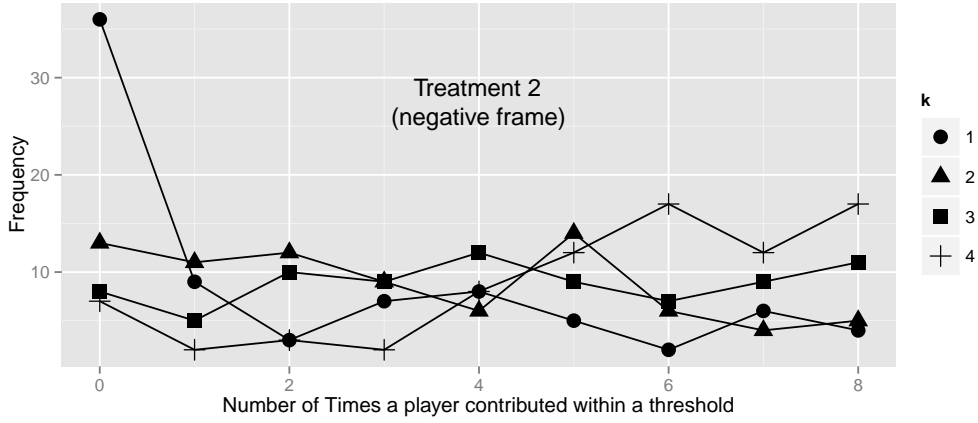 Treatment 2
(negative frame)
Frequency
30
20
10
0
2
4
6
8
Number of Times a player contributed within a threshold
k
1
2
3
4